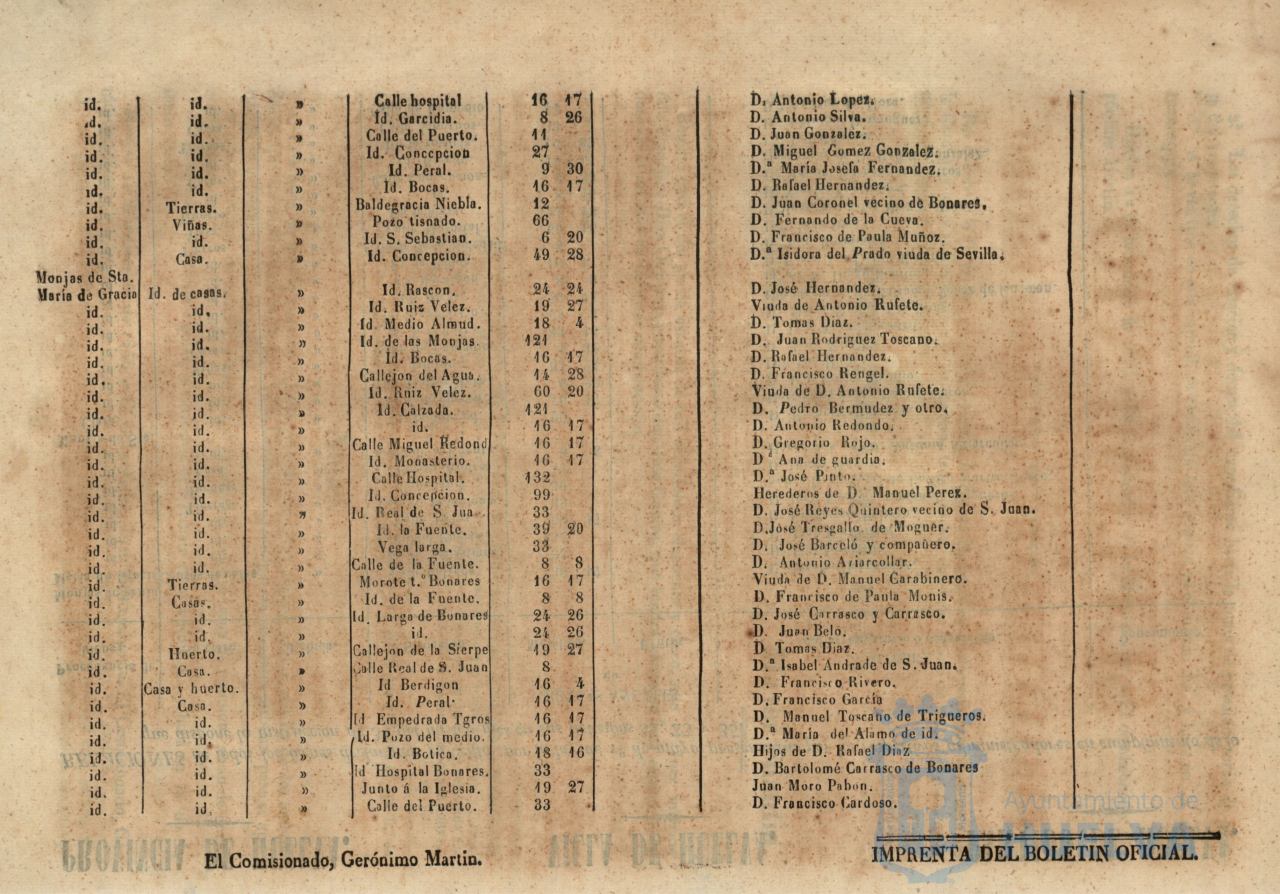 id. id. » Calle hospital 16 17 D. Antonio Lopez.
id. id. » Id. Garcidia. 8 26 D. Antonio Silva.
id. id. » Calle del Puerto. 11 D. Juan Gonzalez.
id. id. » Id. Concepcion 27 D. Miguel Gomez Gonzalez.
id. id. » Id. Peral. 9 30 D.ª María Josefa Fernandez.
id. id. » Id. Bocas. 16 17 D. Rafael Hernandez.
id. Tierras. » Baldegracia Niebla. 12 D. Juan Coronel vecino de Bonares.
id. Viñas. » Pozo tisnado. 66 D. Fernando de la Cueva.
id. id. » Id. S. Sebastian. 6 20 D. Francisco de Paula Muñoz.
id. Casa. » Id. Concepcion. 49 28 D.ª Isidora del Prado viuda de Sevilla.
Monjas de Sta.
María de Gracia Id. de casas. » Id. Rascon. 24 24 D. José Hernandez.
id. id. » Id. Ruiz Velez. 19 27 Viuda de Antonio Rufete.
id. id. » Id. Medio Almud. 18 4 D. Tomas Diaz.
id. id. » Id. de las Monjas. 121 D. Juan Rodriguez Toscano.
id. id. » Id. Bocas. 16 17 D. Rafael Hernandez.
id. id. » Callejon del Agua. 14 28 D. Francisco Rengel.
id. id. » Id. Ruiz Velez. 60 20 Viuda de D. Antonio Rufete.
id. id. » Id. Calzada. 121 D. Pedro Bermudez y otro.
id. id. » id. 16 17 D. Antonio Redondo.
id. id. » Calle Miguel Redond 16 17 D. Gregorio Rojo.
id. id. » Id. Monasterio. 16 17 D ª Ana de guardia.
id. id. » Calle Hospital. 132 D.ª José Pinto.
id. id. » Id. Concepcion. 99 Herederos de D. Manuel Perez.
id. id. » Id. Real de S. Jua . 33 D. José Reyes Quintero vecino de S. Juan.
id. id. » Id. la Fuente. 39 20 D. José Tresgallo de Moguer.
id. id. » Vega larga. 33 D. José Barceló y compañero.
id. id. » Calle de la Fuente. 8 8 D. Antonio Ariarcollar.
id. Tierras. » Morote t.º Bonares 16 17 Viuda de D. Manuel Carabinero.
id. Casas. » Id. de la Fuente. 8 8 D. Francisco de Paula Monis.
id. id. » Id. Larga de Bonares 24 26 D. José Carrasco y Carrasco.
id. id. » id. 24 26 D. Juan Belo.
id. Huerto. » Callejon de la Sierpe 19 27 D Tomas Diaz.
id. Casa. » Calle Real de S. Juan 8 D.ª Isabel Andrade de S. Juan.
id. Casa y huerto. » Id Berdigon 16 4 D. Francisco Rivero.
id. Casa. » Id. Peral. 16 17 D. Francisco García
id. id. » Id Empedrada Tgros 16 17 D. Manuel Toscano de Trigueros.
id. id. » Id. Pozo del medio. 16 17 D.ª María del Alamo de id.
id. id. » Id. Botica. 18 16 Hijos de D. Rafael Diaz
id. id. » Id Hospital Bonares. 33 D. Bartolomé Carrasco de Bonares
id. id. » Junto á la Iglesia. 19 27 Juan Moro Pabon.
id. id. » Calle del Puerto. 33 D. Francisco Cardoso.
El Comisionado, Gerónimo Martin.
IMPRENTA DEL BOLETIN OFICIAL.
Ayuntamiento de
HUELVA